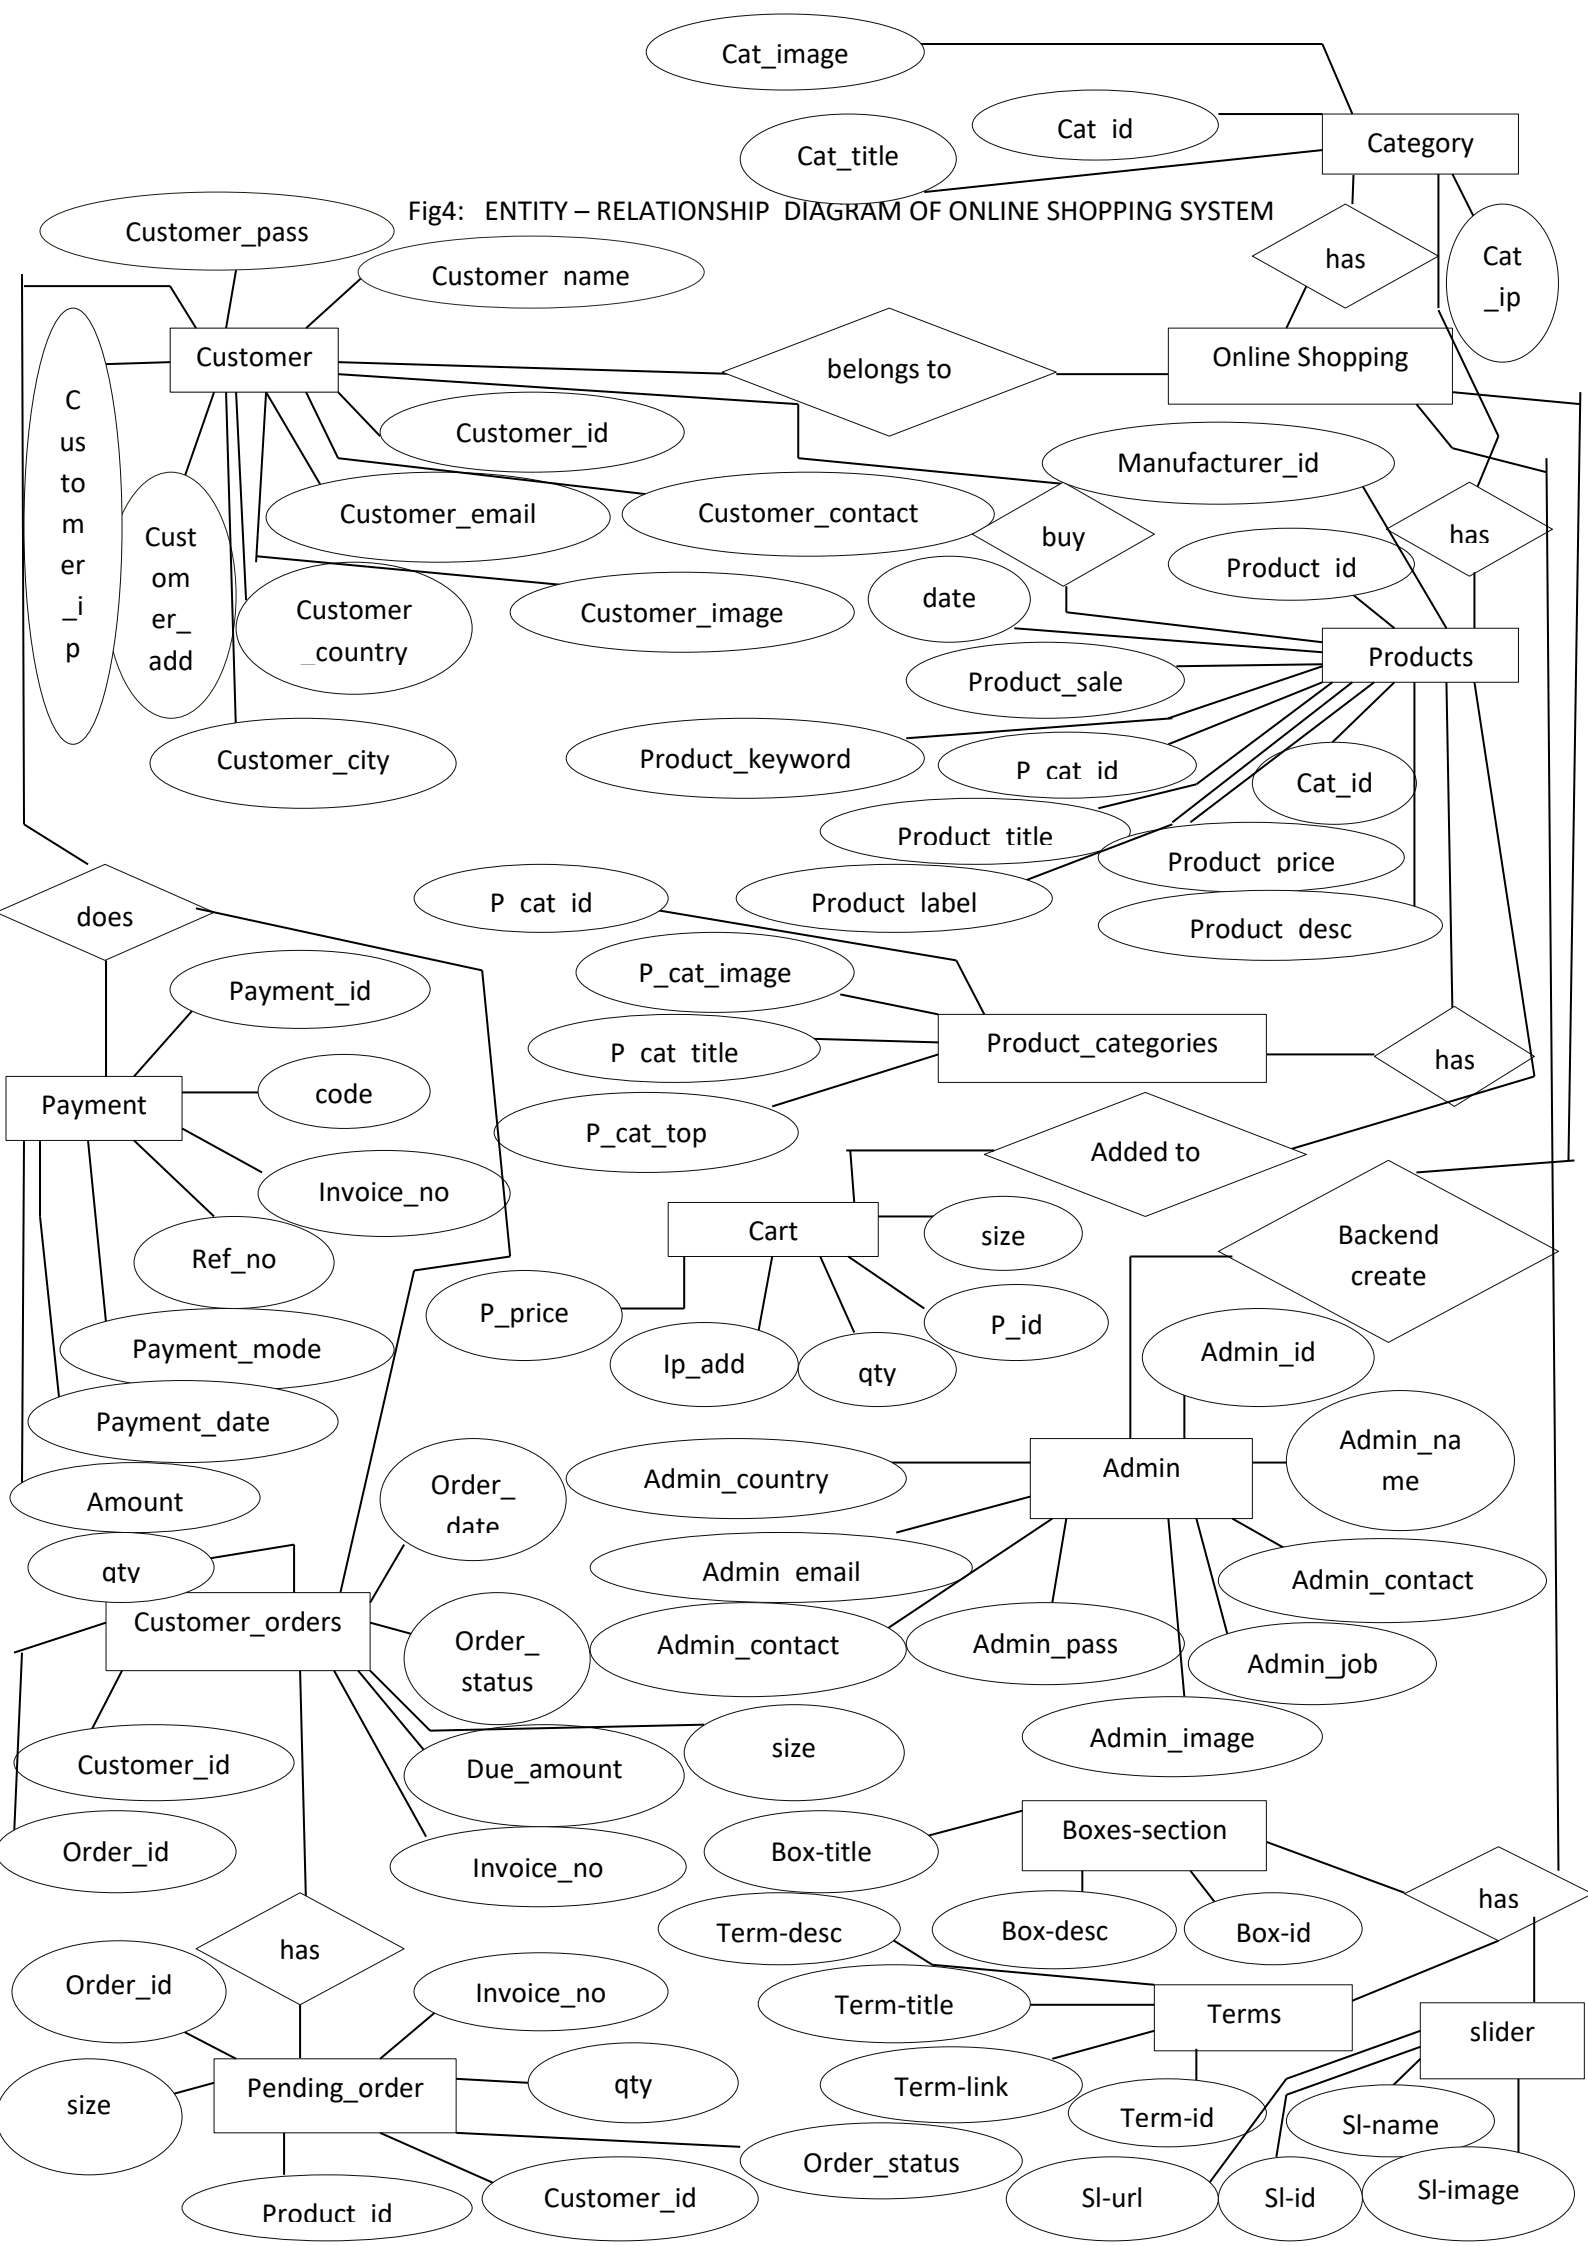 Cat_image
Cat_id
Category
Cat_title
Fig4: ENTITY – RELATIONSHIP DIAGRAM OF ONLINE SHOPPING SYSTEM
Customer_pass
Customer_name
has
Cat
_ip
Customer
belongs to
Online Shopping
C
us
to
m
er
_i
p
Customer_id
Manufacturer_id
Customer_email
Customer_contact
Cust
om
er_
add
buy
has
Product_id
date
Customer
_country
Customer_image
Products
Product_sale
Customer_city
Product_keyword
P_cat_id
Cat_id
Product_title
Product_price
P_cat_id
Product_label
does
Product_desc
P_cat_image
Payment_id
P_cat_title
Product_categories
has
code
Payment
P_cat_top
Added to
Invoice_no
Cart
size
Backend
create
Ref_no
P_price
P_id
Payment_mode
Ip_add
qty
Admin_id
Payment_date
Admin_na
me
Order_
date
Admin_country
Admin
Amount
qty
Admin_email
Admin_contact
Customer_orders
Order_
status
Admin_contact
Admin_pass
Admin_job
Customer_id
Due_amount
size
Admin_image
Order_id
Invoice_no
Box-title
Boxes-section
has
Term-desc
Box-desc
Box-id
has
Order_id
Invoice_no
Term-title
Terms
slider
size
Pending_order
qty
Term-link
Term-id
Sl-name
Order_status
Product_id
Customer_id
Sl-url
Sl-id
Sl-image